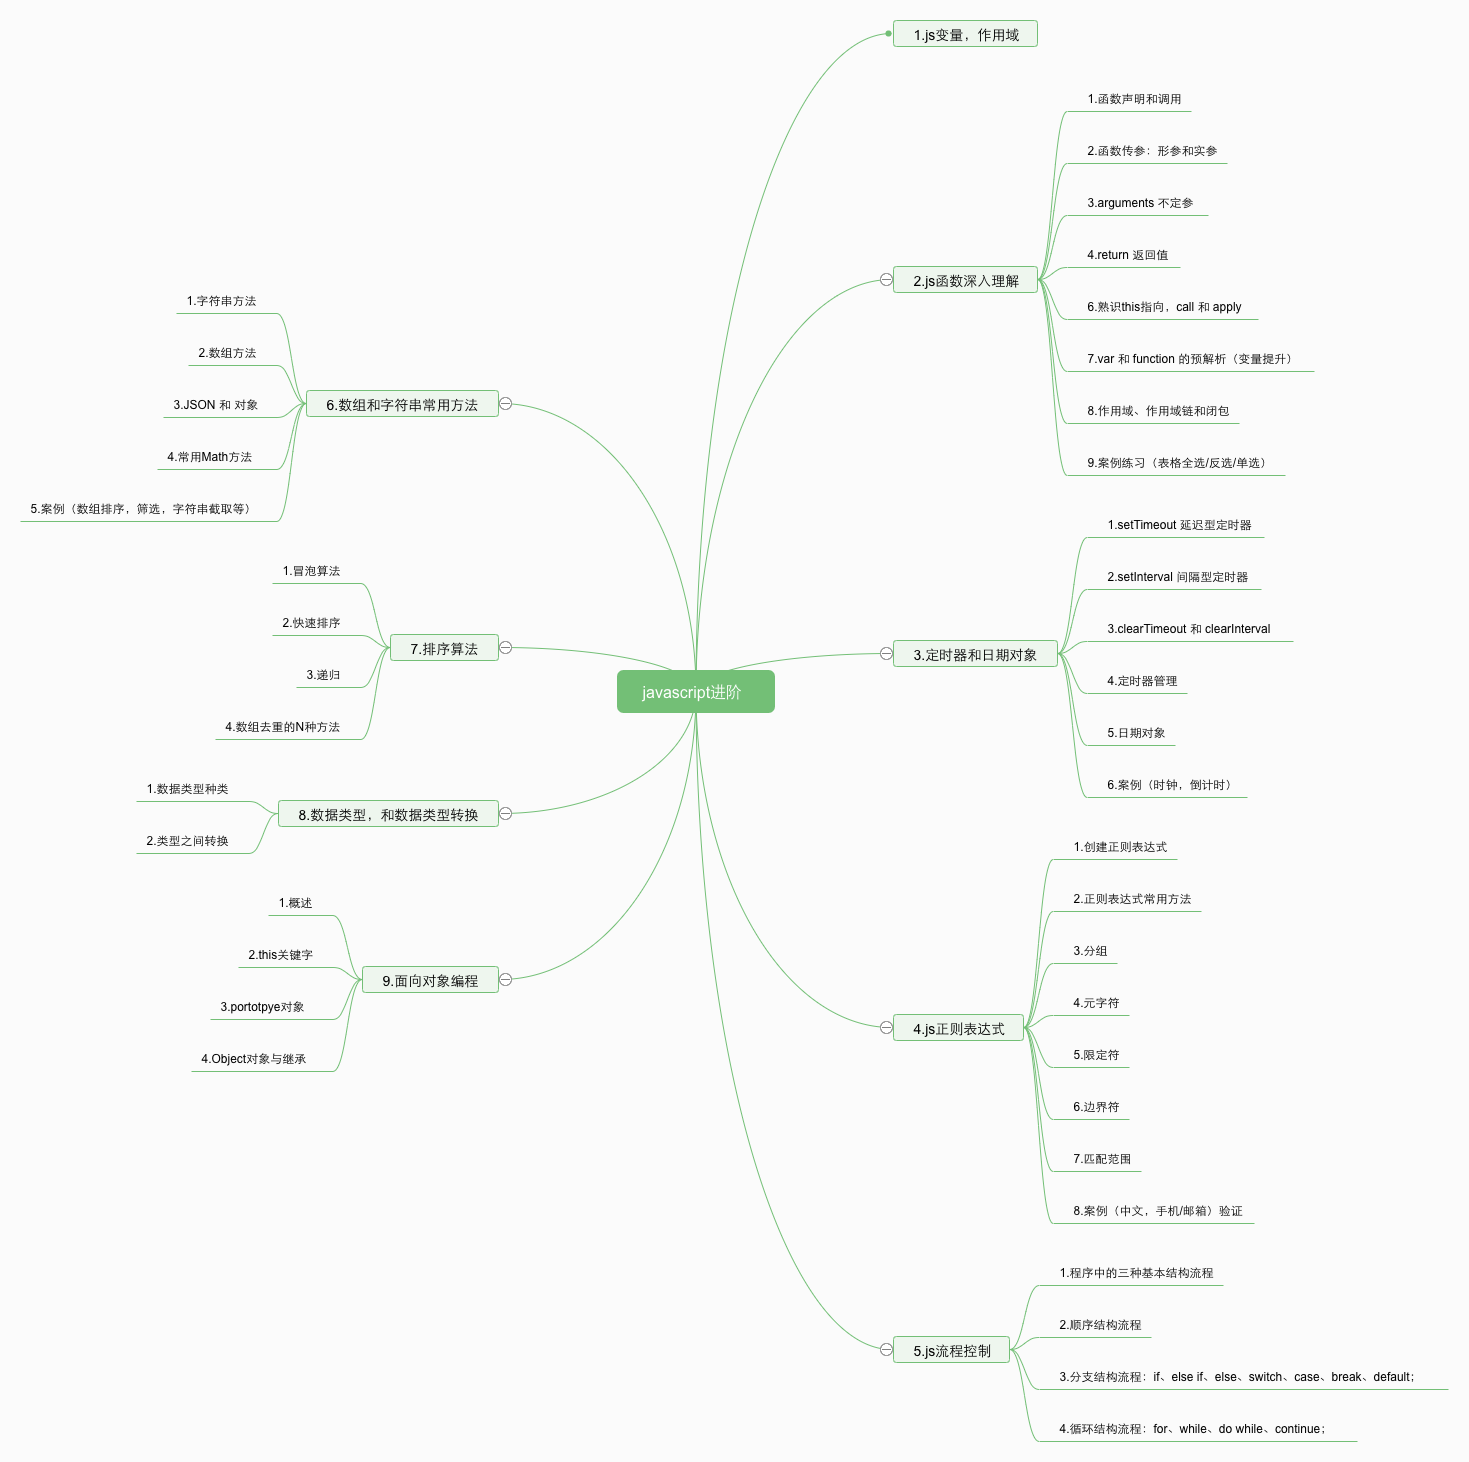 javascript进阶
1.js变量，作用域
2.js函数深入理解
1.函数声明和调用
2.函数传参：形参和实参
3.arguments 不定参
4.return 返回值
6.熟识this指向，call 和 apply
7.var 和 function 的预解析（变量提升）
8.作用域、作用域链和闭包
9.案例练习（表格全选/反选/单选）
3.定时器和日期对象
1.setTimeout 延迟型定时器
2.setInterval 间隔型定时器
3.clearTimeout 和 clearInterval
4.定时器管理
5.日期对象
6.案例（时钟，倒计时）
4.js正则表达式
1.创建正则表达式
2.正则表达式常用方法
3.分组
4.元字符
5.限定符
6.边界符
7.匹配范围
8.案例（中文，手机/邮箱）验证
5.js流程控制
1.程序中的三种基本结构流程
2.顺序结构流程
3.分支结构流程：if、else if、else、switch、case、break、default；
4.循环结构流程：for、while、do while、continue；
6.数组和字符串常用方法
1.字符串方法
2.数组方法
3.JSON 和 对象
4.常用Math方法
5.案例（数组排序，筛选，字符串截取等）
7.排序算法
1.冒泡算法
2.快速排序
3.递归
4.数组去重的N种方法
8.数据类型，和数据类型转换
1.数据类型种类
2.类型之间转换
9.面向对象编程
1.概述
2.this关键字
3.portotpye对象
4.Object对象与继承